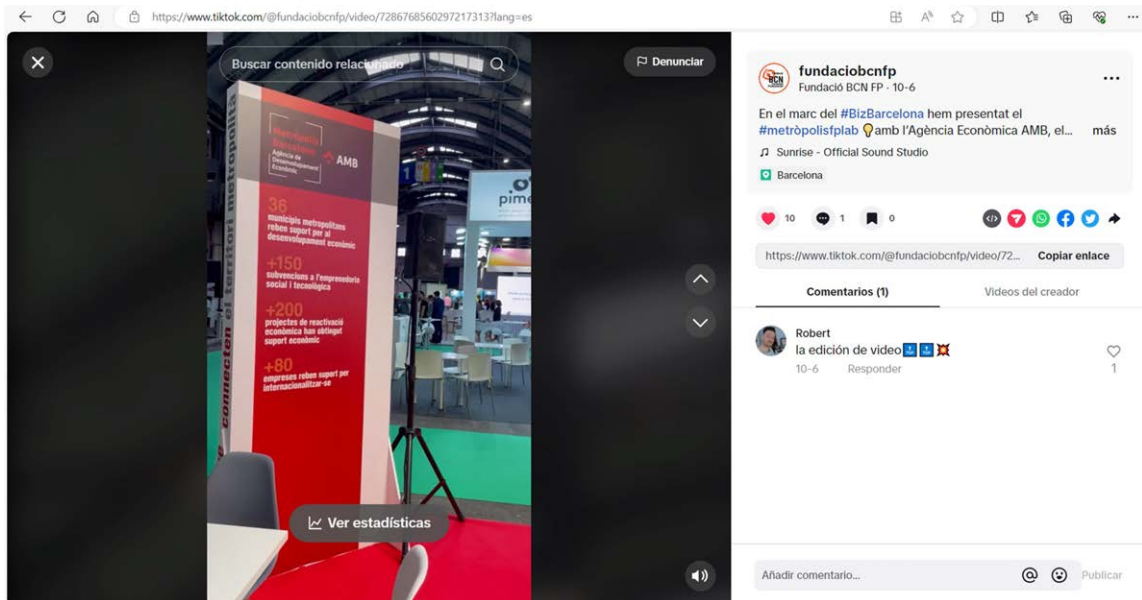 https://www.tiktok.com/@fundaciobcnfp/video/7286768560297217313?lang=es
Buscar contenido relacionado
Denunciar
Metròpolis
Barcelona
Agència de
Desenvolupament
Econòmic
AMB
36
municipis metropolitans
reben suport per al
desenvolupament econòmic
+150
subvencions a l'emprenedoria
social i tecnològica
+200
projectes de reactivació
econòmica han obtingut
suport econòmic
+80
empreses reben suport per
internacionalitzar-se
connecten el territori metropolità
1
pime
Ver estadísticas
BCN
fundaciobcnfp
Fundació BCN FP · 10-6
En el marc del #BizBarcelona hem presentat el
#metròpolisfplab 💡amb l'Agència Econòmica AMB, el... más
♫ Sunrise - Official Sound Studio
Barcelona
10 1 0
https://www.tiktok.com/@fundaciobcnfp/video/72... Copiar enlace
Comentarios (1) Videos del creador
Robert
la edición de video🔝🔝💥
10-6 Responder
1
Añadir comentario... Publicar